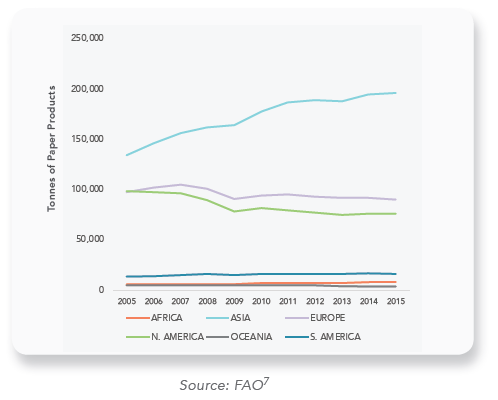 250,000
200,000
150,000
100,000
50,000
0
Tonnes of Paper Products
2005 2006 2007 2008 2009 2010 2011 2012 2013 2014 2015
AFRICA ASIA EUROPE
N. AMERICA OCEANIA S. AMERICA
Source: FAO7